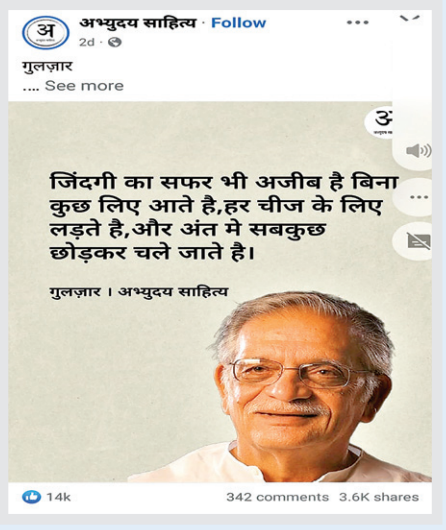 अ
अभ्युदय साहित्य · Follow
2d ·
गुलज़ार
.... See more
जिंदगी का सफर भी अजीब है बिना
कुछ लिए आते है,हर चीज के लिए
लड़ते है,और अंत मे सबकुछ
छोड़कर चले जाते है।
गुलज़ार । अभ्युदय साहित्य
14k
342 comments 3.6K shares